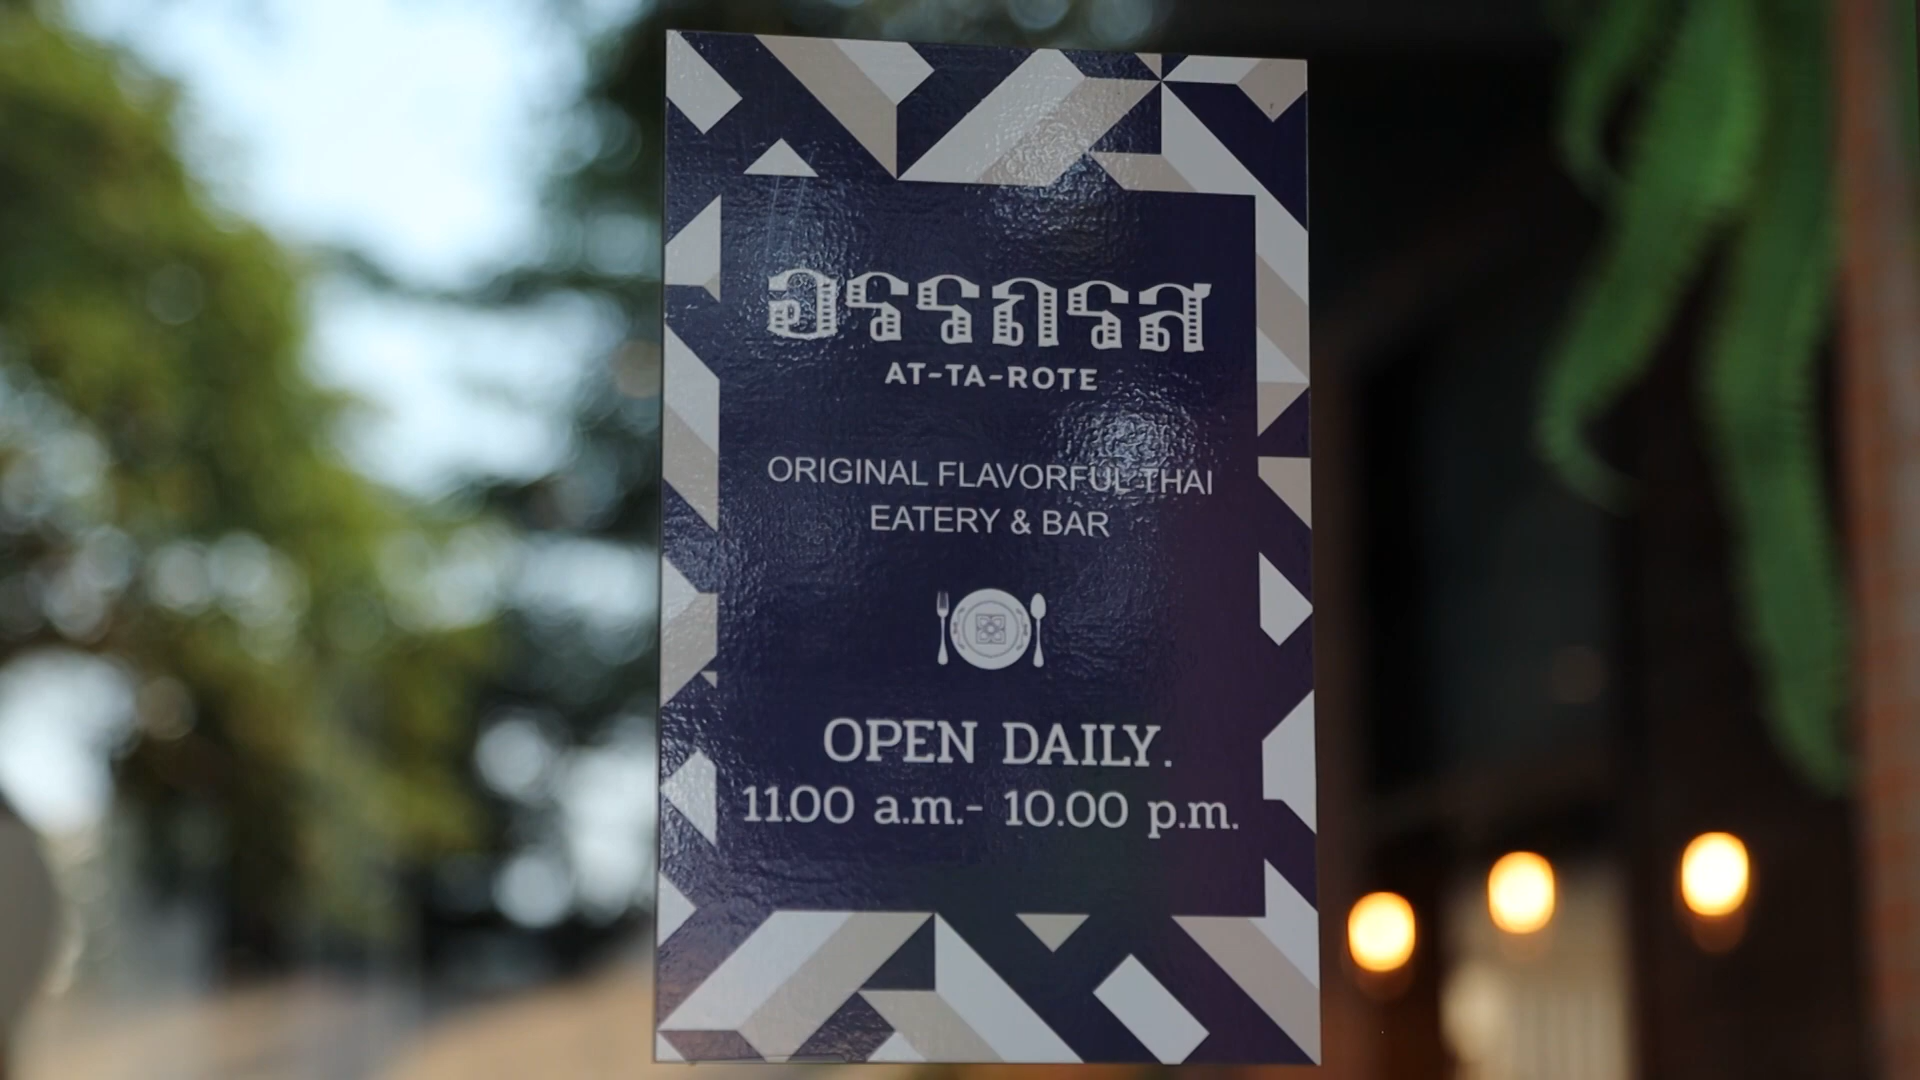 อรรถรส
AT-TA-ROTE
ORIGINAL FLAVORFUL THAI
EATERY & BAR
OPEN DAILY.
11.00 a.m.- 10.00 p.m.